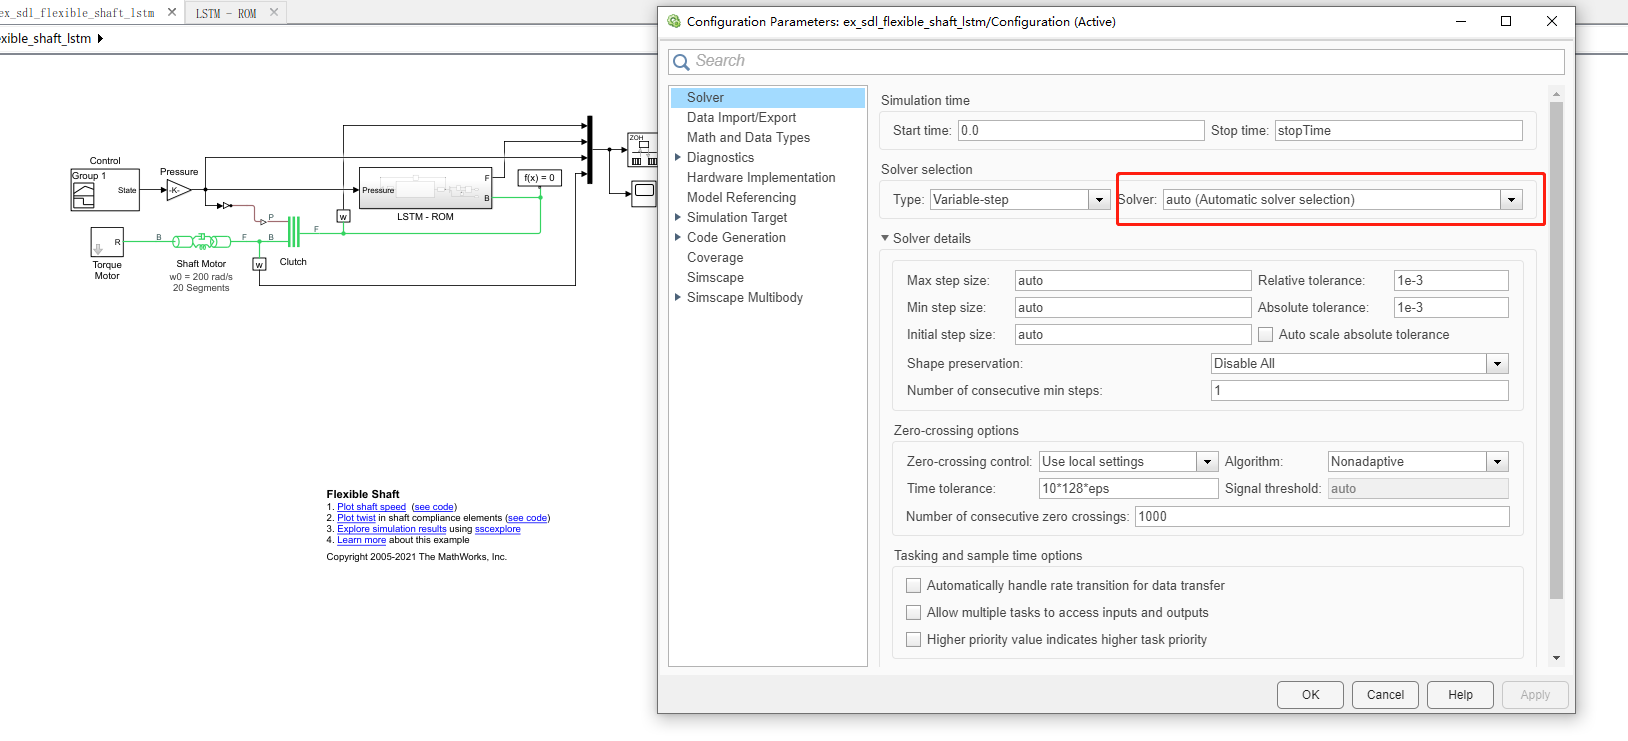 ex_sdl_flexible_shaft_lstm
LSTM - ROM
xible_shaft_lstm
Control
Group 1
State
Pressure
-K-
Pressure
F
B
LSTM - ROM
f(x) = 0
ZOH
w
P
F
B
F
B
w
Clutch
R
Torque
Motor
B
F
Shaft Motor
w0 = 200 rad/s
20 Segments
Flexible Shaft
1. Plot shaft speed (see code)
2. Plot twist in shaft compliance elements (see code)
3. Explore simulation results using sscexplore
4. Learn more about this example
Copyright 2005-2021 The MathWorks, Inc.
Configuration Parameters: ex_sdl_flexible_shaft_lstm/Configuration (Active)
Search
Solver
Data Import/Export
Math and Data Types
Diagnostics
Hardware Implementation
Model Referencing
Simulation Target
Code Generation
Coverage
Simscape
Simscape Multibody
Simulation time
Start time: 0.0 Stop time: stopTime
Solver selection
Type: Variable-step Solver: auto (Automatic solver selection)
Solver details
Max step size: auto Relative tolerance: 1e-3
Min step size: auto Absolute tolerance: 1e-3
Initial step size: auto Auto scale absolute tolerance
Shape preservation: Disable All
Number of consecutive min steps: 1
Zero-crossing options
Zero-crossing control: Use local settings Algorithm: Nonadaptive
Time tolerance: 10*128*eps Signal threshold: auto
Number of consecutive zero crossings: 1000
Tasking and sample time options
Automatically handle rate transition for data transfer
Allow multiple tasks to access inputs and outputs
Higher priority value indicates higher task priority
OK Cancel Help Apply